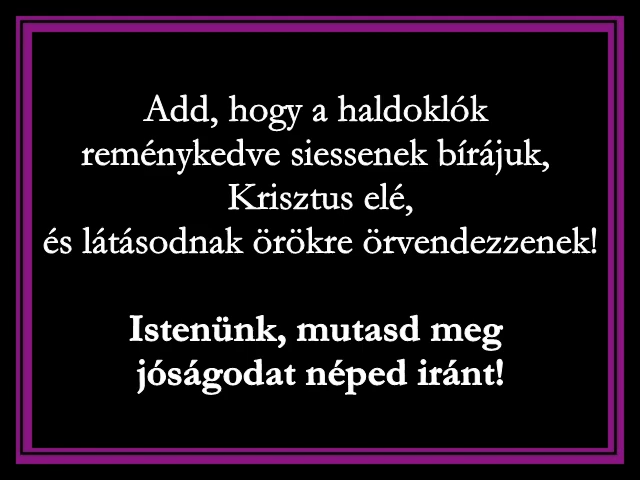 Add, hogy a haldoklók
reménykedve siessenek bírájuk,
Krisztus elé,
és látásodnak örökre örvendezzenek!
Istenünk, mutasd meg
jóságodat néped iránt!